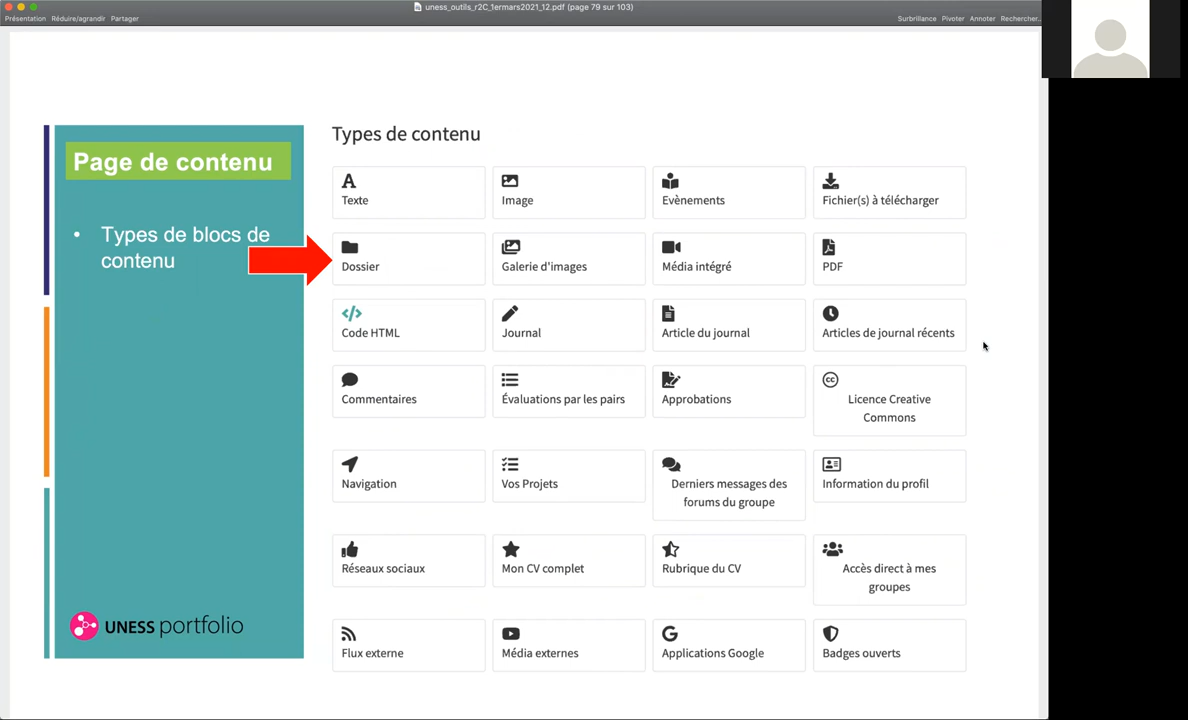 uness_outils_r2C_1ermars2021_12.pdf (page 79 sur 103)
Présentation Réduire/agrandir Partager
Surbrillance Pivoter Annoter Rechercher...
Page de contenu
• Types de blocs de
contenu
UNESS portfolio
Types de contenu
Texte
Image
Evènements
Fichier(s) à télécharger
Dossier
Galerie d'images
Média intégré
PDF
Code HTML
Journal
Article du journal
Articles de journal récents
Commentaires
Évaluations par les pairs
Approbations
Licence Creative
Commons
Navigation
Vos Projets
Derniers messages des
forums du groupe
Information du profil
Réseaux sociaux
Mon CV complet
Rubrique du CV
Accès direct à mes
groupes
Flux externe
Média externes
Applications Google
Badges ouverts